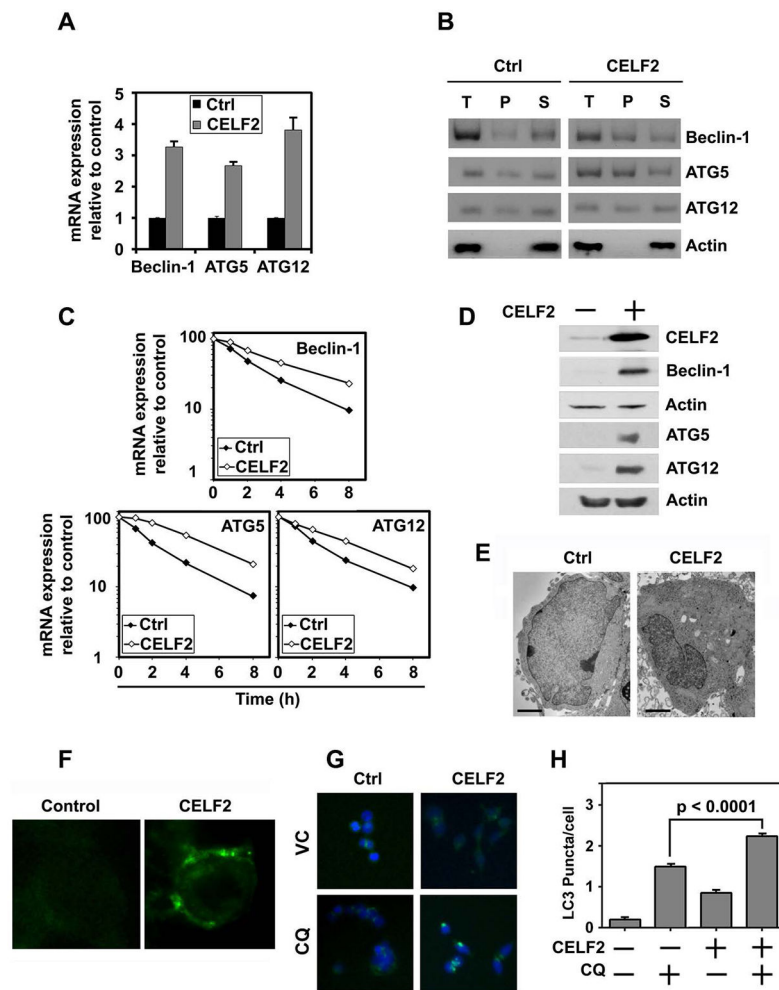 A
mRNA expression
relative to control
5
4
3
2
1
0
Ctrl
CELF2
Beclin-1 ATG5 ATG12
B
Ctrl CELF2
T P S T P S
Beclin-1
ATG5
ATG12
Actin
C
mRNA expression
relative to control
100
10
1
Beclin-1
Ctrl
CELF2
0 2 4 6 8
mRNA expression
relative to control
100
10
1
ATG5
Ctrl
CELF2
0 2 4 6 8
ATG12
Ctrl
CELF2
0 2 4 6 8
Time (h)
D
CELF2 — +
CELF2
Beclin-1
Actin
ATG5
ATG12
Actin
E
Ctrl CELF2
F
Control CELF2
G
Ctrl CELF2
VC
CQ
H
LC3 Puncta/cell
3
2
1
0
p < 0.0001
CELF2 — — + +
CQ — + — +